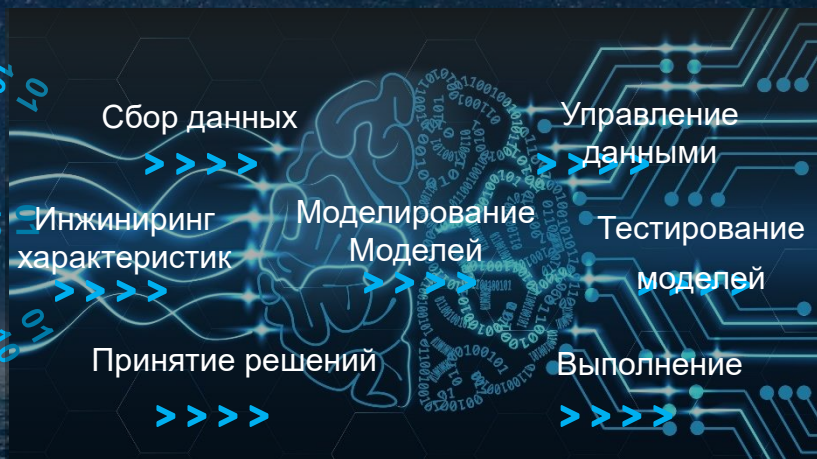 Сбор данных
> > > >
Управление
данными
> > > >
Инжиниринг
характеристик
> > > >
Моделирование
Моделей
> > > >
Тестирование
моделей
> > > >
Принятие решений
> > > >
Выполнение
> > > >